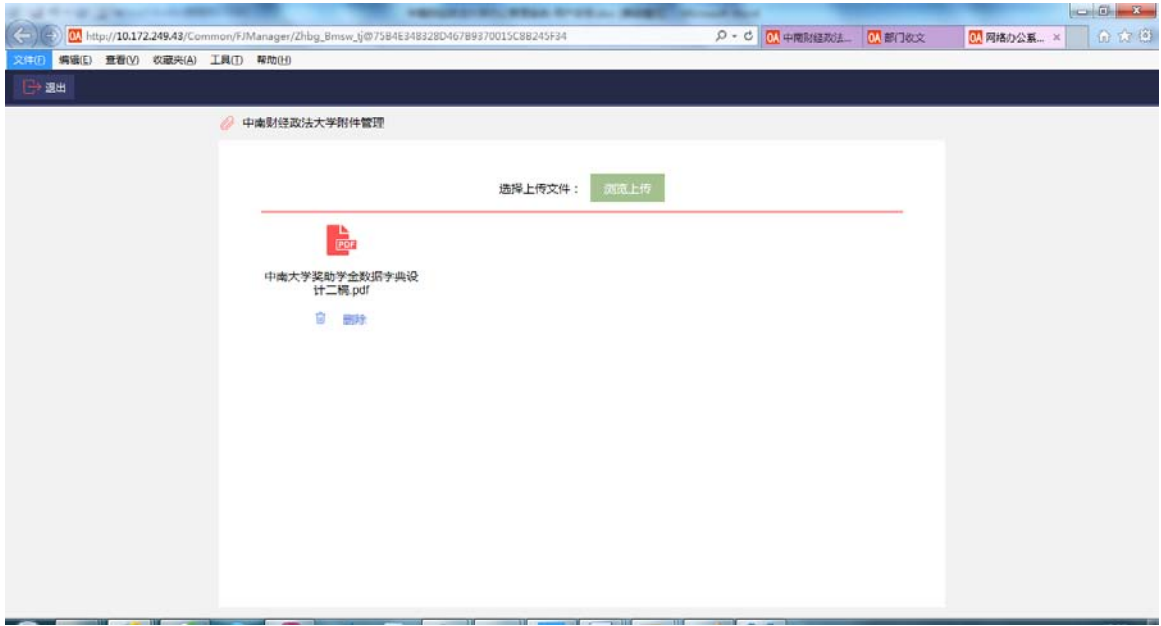 http://10.172.249.43/Common/FJManager/Zhbg_Bmsw_tj@75B4E348328D467B9370015C8B245F34
OA 中南财经政法... OA 部门收文 OA 网络办公系... ×
文件(F) 编辑(E) 查看(V) 收藏夹(A) 工具(T) 帮助(H)
退出
中南财经政法大学附件管理
选择上传文件: 浏览上传
PDF
中南大学奖助学金数据字典设
计二稿.pdf
删除